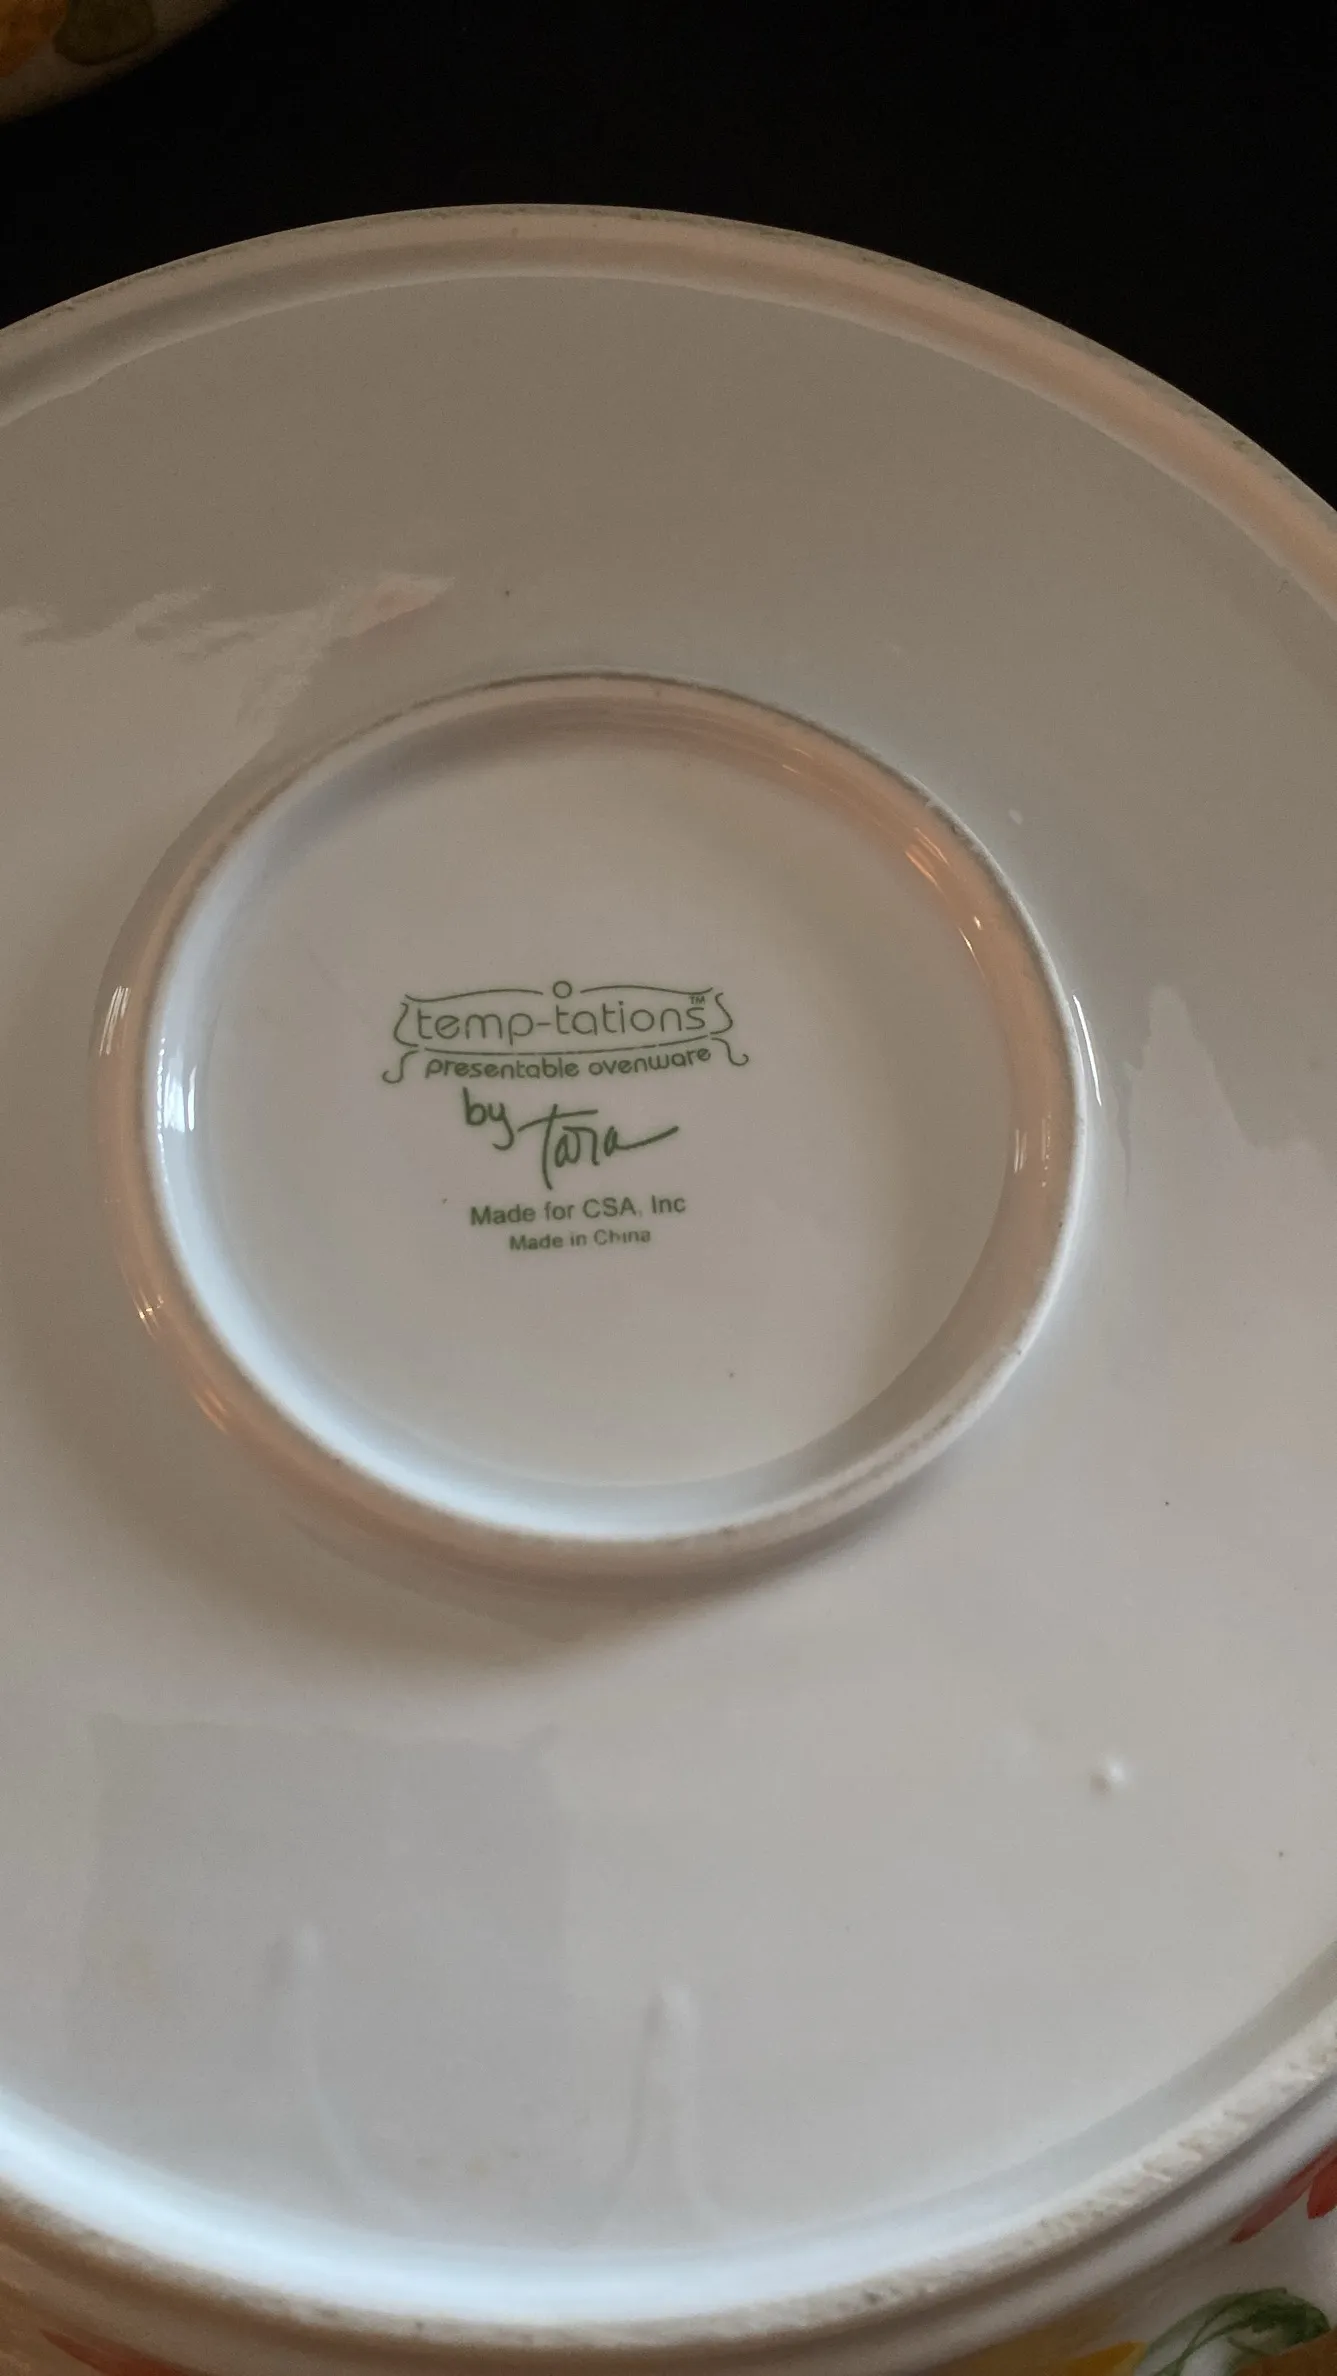 temp-tations™
presentable ovenware
by Tara
Made for CSA, Inc
Made in China